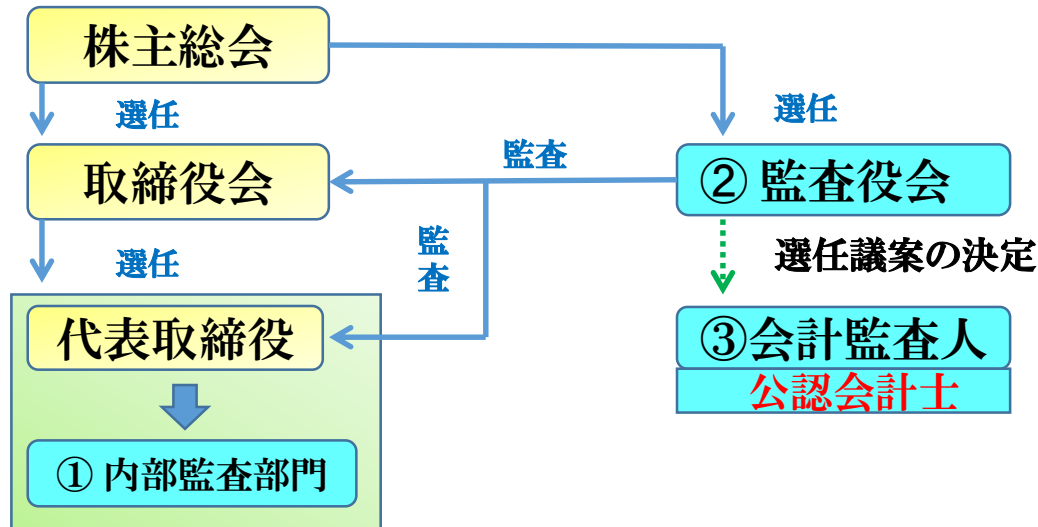 株主総会
選任
選任
監査
取締役会
② 監査役会
選任
監
査
選任議案の決定
代表取締役
③会計監査人
公認会計士
① 内部監査部門